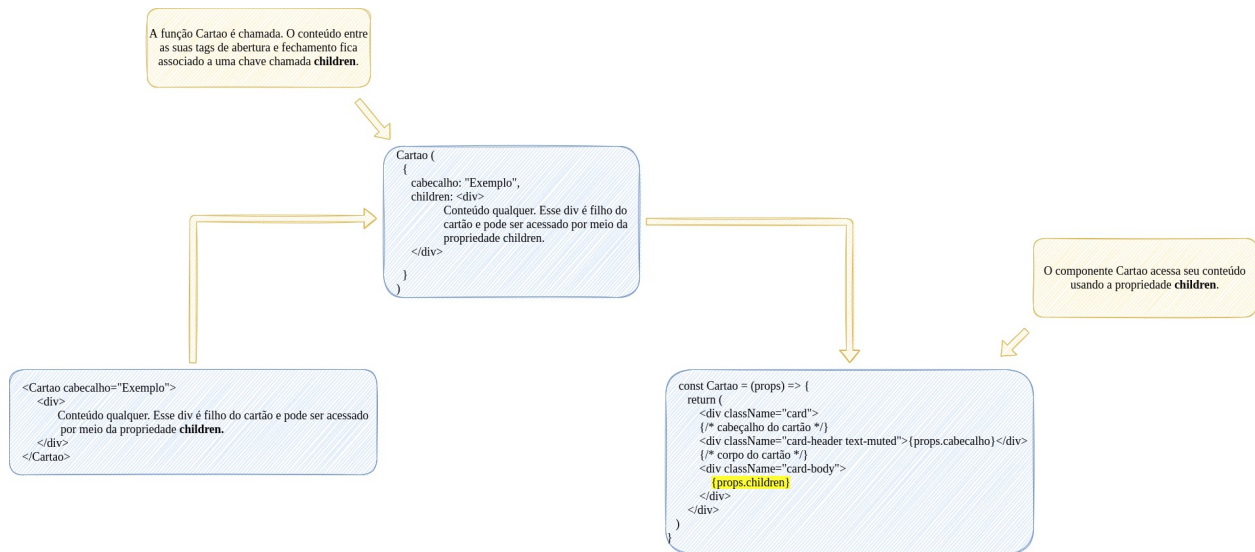 A função Cartao é chamada. O conteúdo entre
as suas tags de abertura e fechamento fica
associado a uma chave chamada children.
Cartao (
{
cabecalho: "Exemplo",
children: <div>
Conteúdo qualquer. Esse div é filho do
cartão e pode ser acessado por meio da
propriedade children.
</div>
}
)
O componente Cartao acessa seu conteúdo
usando a propriedade children.
<Cartao cabecalho="Exemplo">
<div>
Conteúdo qualquer. Esse div é filho do cartão e pode ser acessado
por meio da propriedade children.
</div>
</Cartao>
const Cartao = (props) => {
return (
<div className="card">
{/* cabeçalho do cartão */}
<div className="card-header text-muted">{props.cabecalho}</div>
{/* corpo do cartão */}
<div className="card-body">
{props.children}
</div>
</div>
)
}